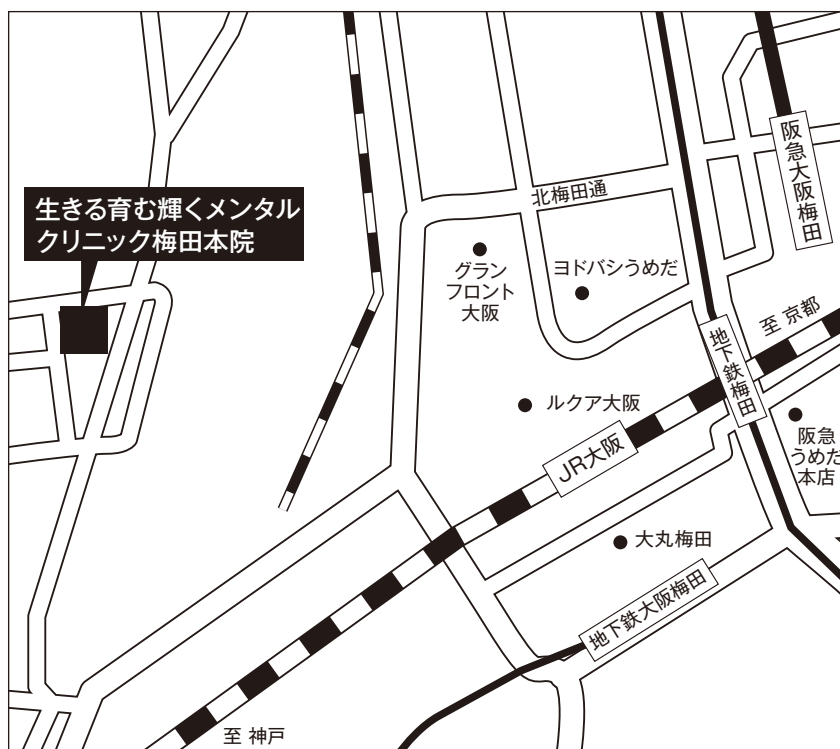 生きる育む輝くメンタル
クリニック梅田本院
北梅田通
阪急大阪梅田
グラン
フロント
大阪
ヨドバシうめだ
至 京都
地下鉄梅田
ルクア大阪
阪急
うめだ
本店
JR大阪
大丸梅田
地下鉄大阪梅田
至 神戸